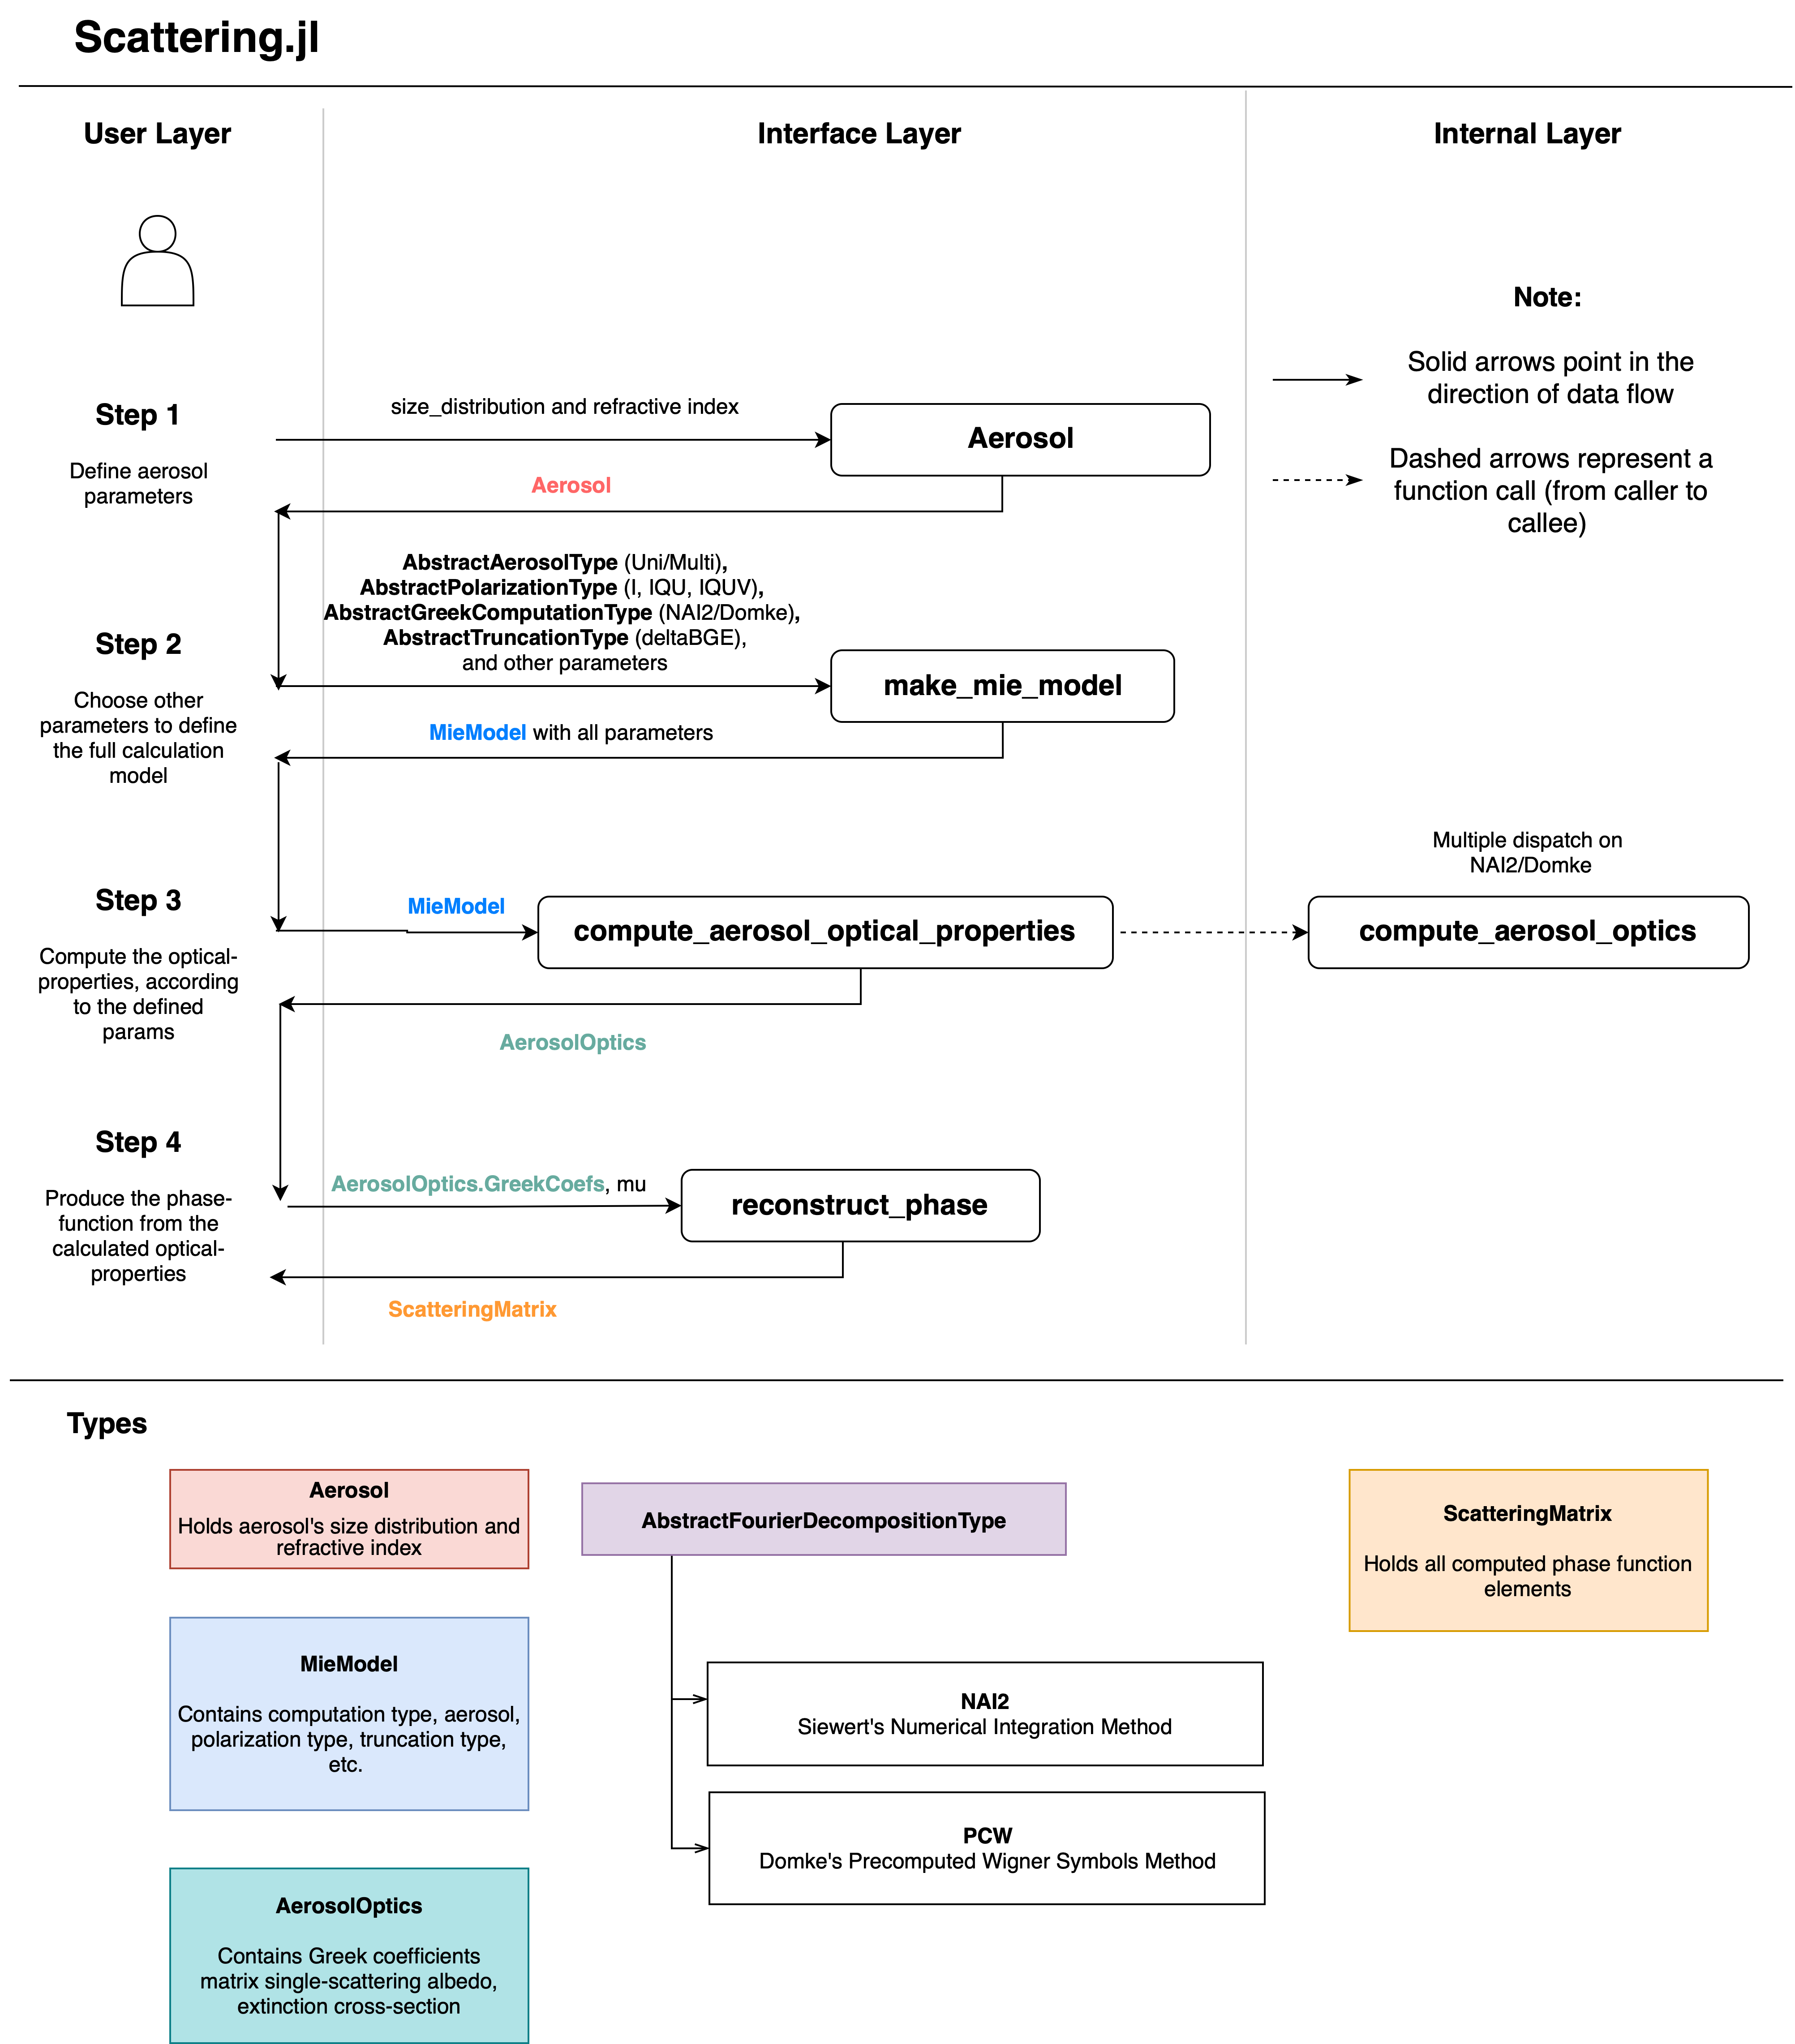 Scattering.jl
User Layer
Interface Layer
Internal Layer
Note:
Solid arrows point in the
direction of data flow
Dashed arrows represent a
function call (from caller to
callee)
Step 1
Define aerosol
parameters
size_distribution and refractive index
Aerosol
Aerosol
Step 2
Choose other
parameters to define
the full calculation
model
AbstractAerosolType (Uni/Multi),
AbstractPolarizationType (I, IQU, IQUV),
AbstractGreekComputationType (NAI2/Domke),
AbstractTruncationType (deltaBGE),
and other parameters
make_mie_model
MieModel with all parameters
Step 3
Compute the optical-
properties, according
to the defined
params
MieModel
compute_aerosol_optical_properties
Multiple dispatch on
NAI2/Domke
compute_aerosol_optics
AerosolOptics
Step 4
Produce the phase-
function from the
calculated optical-
properties
AerosolOptics.GreekCoefs, mu
reconstruct_phase
ScatteringMatrix
Types
Aerosol
Holds aerosol's size distribution and
refractive index
MieModel
Contains computation type, aerosol,
polarization type, truncation type,
etc.
AerosolOptics
Contains Greek coefficients
matrix single-scattering albedo,
extinction cross-section
AbstractFourierDecompositionType
NAI2
Siewert's Numerical Integration Method
PCW
Domke's Precomputed Wigner Symbols Method
ScatteringMatrix
Holds all computed phase function
elements